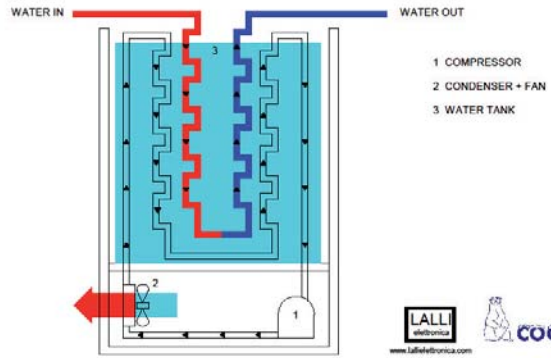 WATER IN
WATER OUT
3
1 COMPRESSOR
2 CONDENSER + FAN
3 WATER TANK
2
1
LALLI
elettronica
www.lallielettronica.com